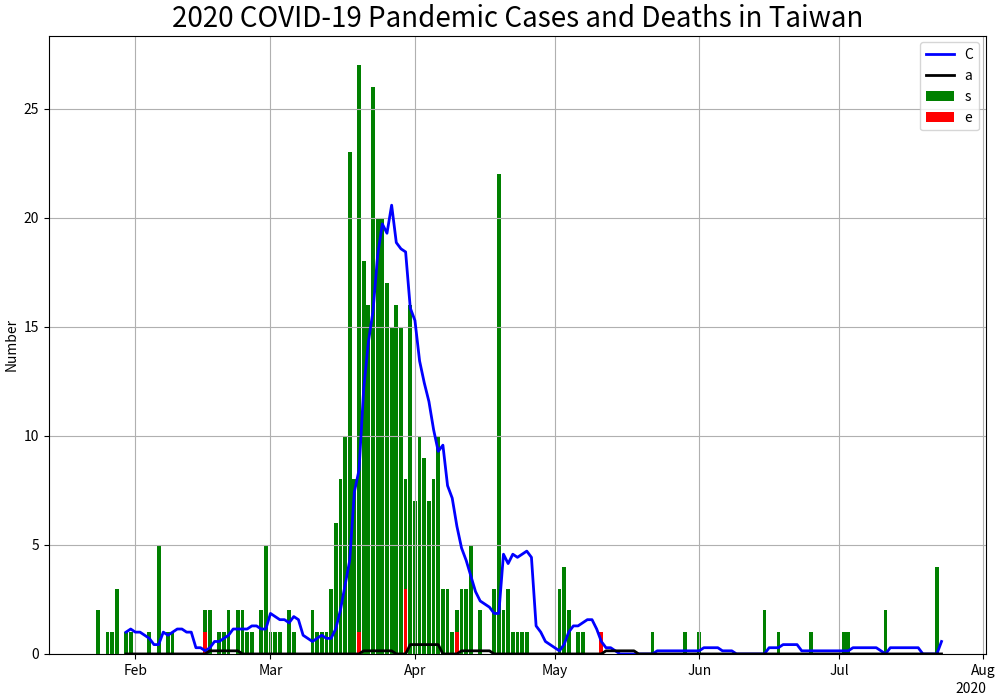 2020 COVID-19 Pandemic Cases and Deaths in Taiwan
C
a
s
e
25
20
15
10
5
0
Number
Feb Mar Apr May Jun Jul Aug
2020